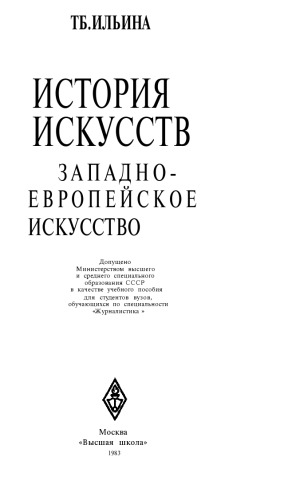 ТБ.ИЛЬИНА
ИСТОРИЯ
ИСКУССТВ
ЗАПАДНО-
ЕВРОПЕЙСКОЕ
ИСКУССТВО
Допущено
Министерством высшего
и среднего специального
образования СССР
в качестве учебного пособия
для студентов вузов,
обучающихся по специальности
«Журналистика »
Москва
«Высшая школа»
1983